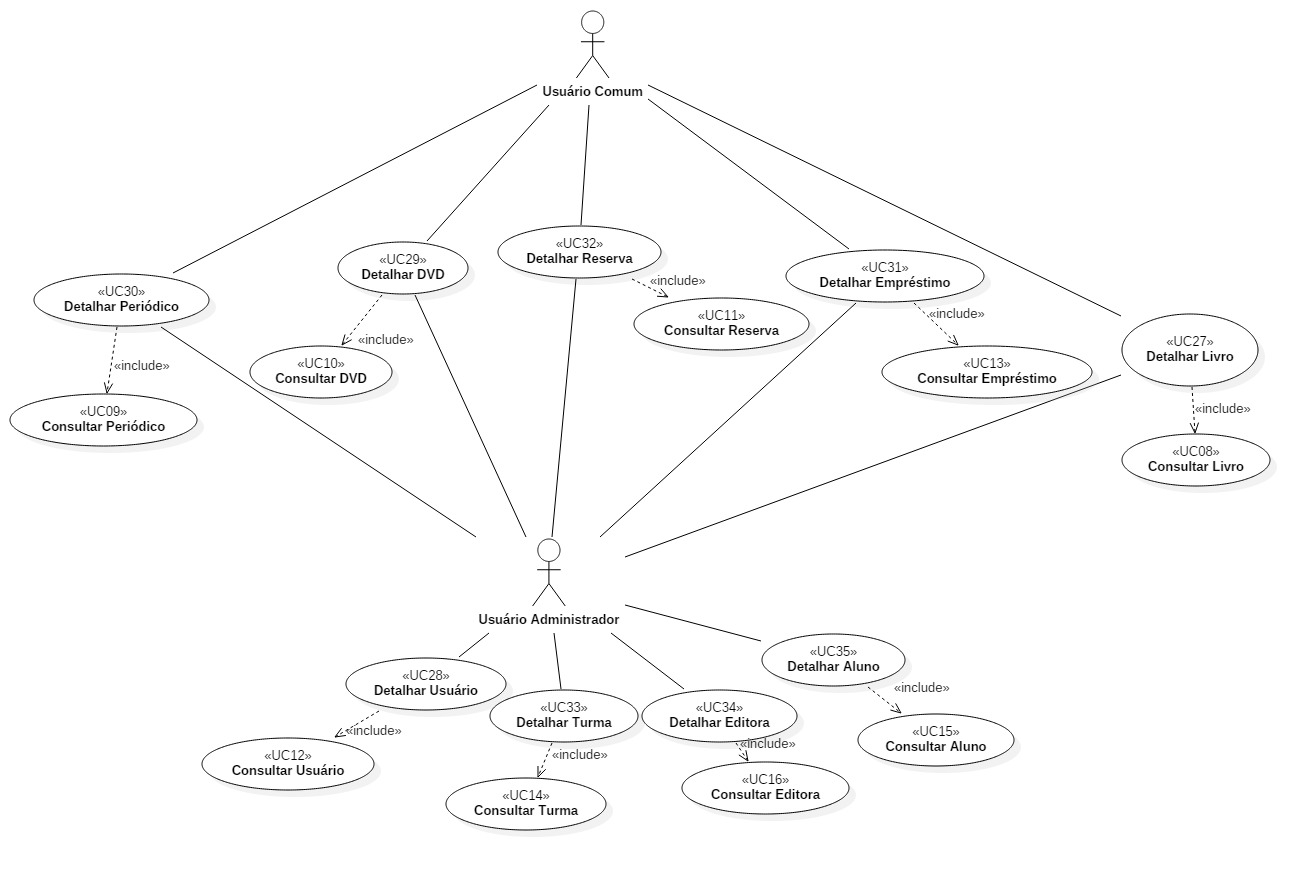 Usuário Comum
«UC30»
Detalhar Periódico
«include»
«UC09»
Consultar Periódico
«UC29»
Detalhar DVD
«include»
«UC10»
Consultar DVD
«UC32»
Detalhar Reserva
«include»
«UC11»
Consultar Reserva
«UC31»
Detalhar Empréstimo
«include»
«UC13»
Consultar Empréstimo
«UC27»
Detalhar Livro
«include»
«UC08»
Consultar Livro
Usuário Administrador
«UC28»
Detalhar Usuário
«include»
«UC12»
Consultar Usuário
«UC33»
Detalhar Turma
«include»
«UC14»
Consultar Turma
«UC34»
Detalhar Editora
«include»
«UC16»
Consultar Editora
«UC35»
Detalhar Aluno
«include»
«UC15»
Consultar Aluno